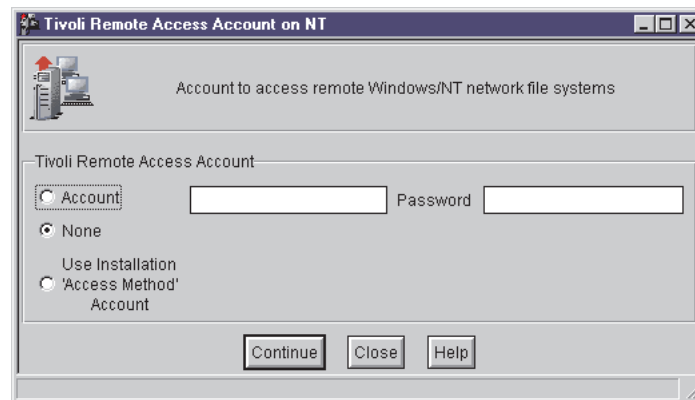 Tivoli Remote Access Account on NT
Account to access remote Windows/NT network file systems
Tivoli Remote Access Account
Account
Password
None
Use Installation
'Access Method'
Account
Continue
Close
Help